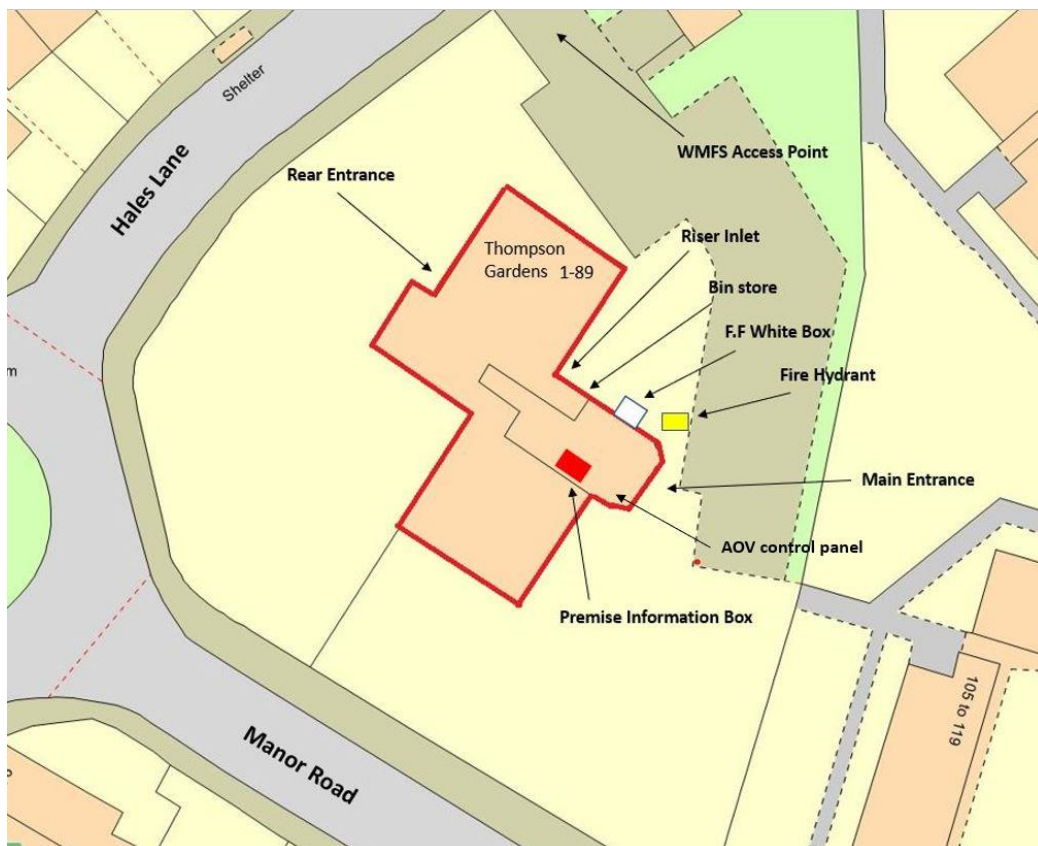 Shelter
WMFS Access Point
Hales Lane
Rear Entrance
Riser Inlet
Thompson
Gardens 1-89
Bin store
F.F White Box
m
Fire Hydrant
Main Entrance
AOV control panel
Premise Information Box
105 to 119
Manor Road